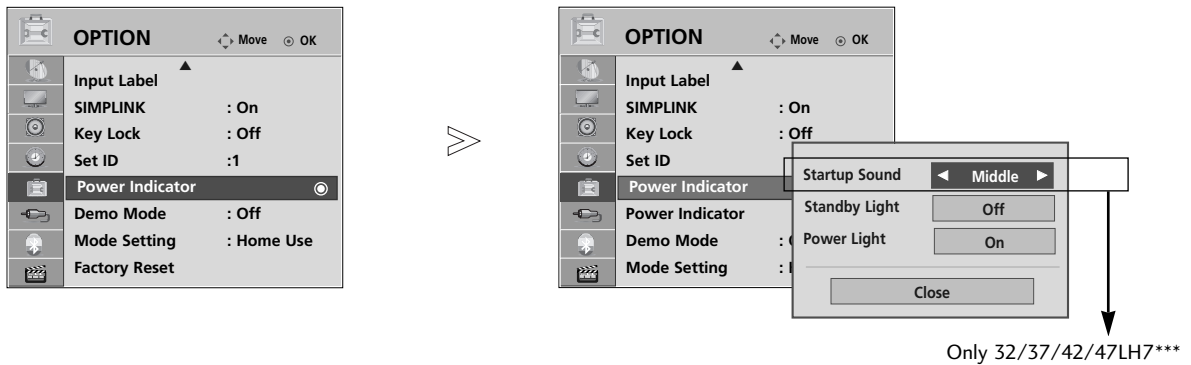 OPTION Move OK
Input Label
SIMPLINK : On
Key Lock : Off
Set ID :1
Power Indicator
Demo Mode : Off
Mode Setting : Home Use
Factory Reset
OPTION Move OK
Input Label
SIMPLINK : On
Key Lock : Off
Set ID
Power Indicator
Power Indicator
Demo Mode :
Mode Setting :
Startup Sound ◀ Middle ▶
Standby Light Off
Power Light On
Close
Only 32/37/42/47LH7***